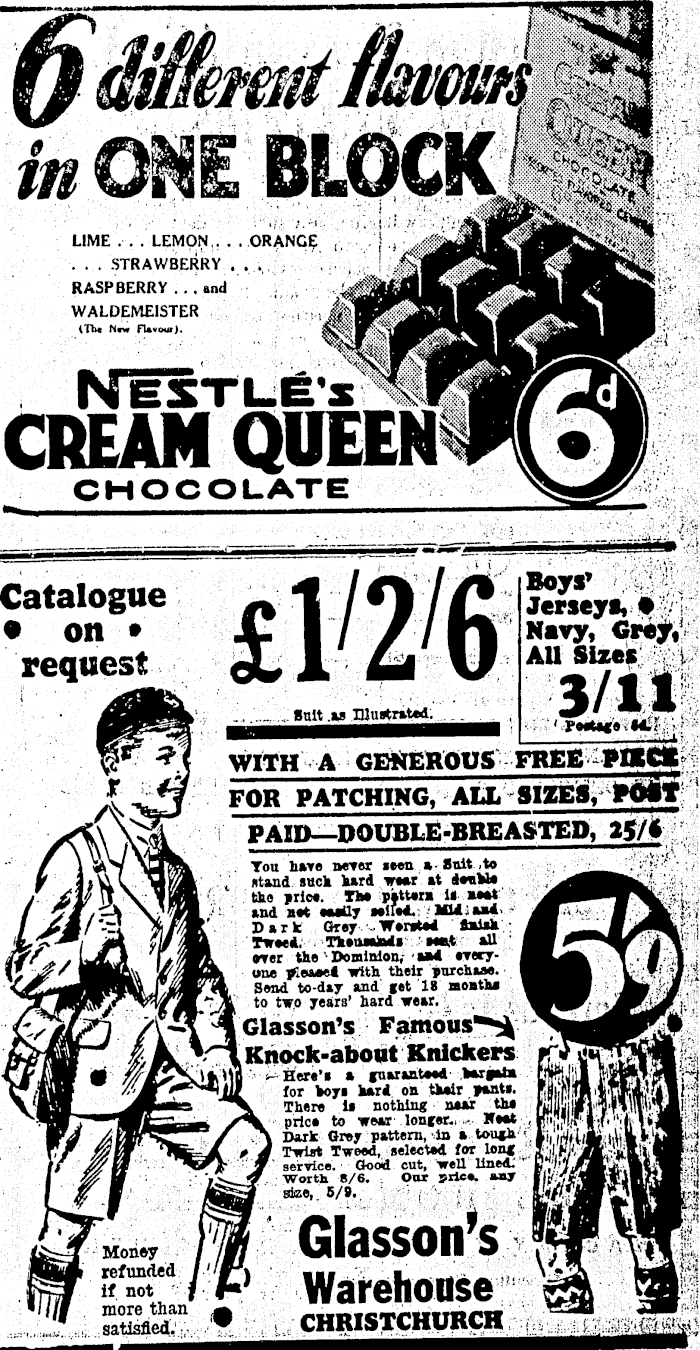 6 different flavours
in ONE BLOCK
CREAM
QUEEN
CHOCOLATE
LIME . . . LEMON . . . ORANGE
. . . STRAWBERRY . . .
RASPBERRY . . . and
WALDEMEISTER
(The New Flavour).
NESTLÉ'S
CREAM QUEEN
CHOCOLATE
6d
Catalogue
on
request
£1/2/6
Suit as Illustrated.
Boys'
Jerseys,
Navy, Grey,
All Sizes
3/11
Postage
WITH A GENEROUS FREE PIECE
FOR PATCHING, ALL SIZES, POST
PAID—DOUBLE-BREASTED, 25/6
You have never seen a Suit to
stand such hard wear at double
the price. The pattern is neat
and not easily soiled. Mid and
Dark Grey Worsted finish
Tweed. Thousands sent all
over the Dominion, and every-
one pleased with their purchase.
Send to-day and get 18 months
to two years' hard wear.
5/9
Glasson's Famous
Knock-about Knickers
Here's a guaranteed bargain
for boys hard on their pants.
There is nothing near the
price to wear longer. Neat
Dark Grey pattern, in a tough
Twist Tweed, selected for long
service. Good cut, well lined.
Worth 8/6. Our price, any
size, 5/9.
Money
refunded
if not
more than
satisfied.
Glasson's
Warehouse
CHRISTCHURCH